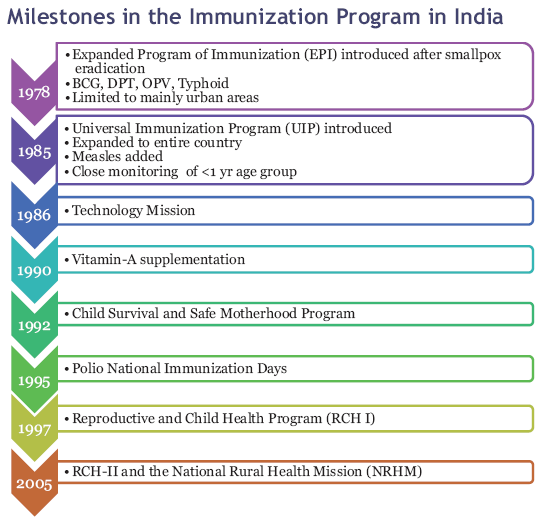 Milestones in the Immunization Program in India
1978
• Expanded Program of Immunization (EPI) introduced after smallpox
eradication
• BCG, DPT, OPV, Typhoid
• Limited to mainly urban areas
1985
• Universal Immunization Program (UIP) introduced
• Expanded to entire country
• Measles added
• Close monitoring of <1 yr age group
1986
• Technology Mission
1990
• Vitamin-A supplementation
1992
• Child Survival and Safe Motherhood Program
1995
• Polio National Immunization Days
1997
• Reproductive and Child Health Program (RCH I)
2005
• RCH-II and the National Rural Health Mission (NRHM)